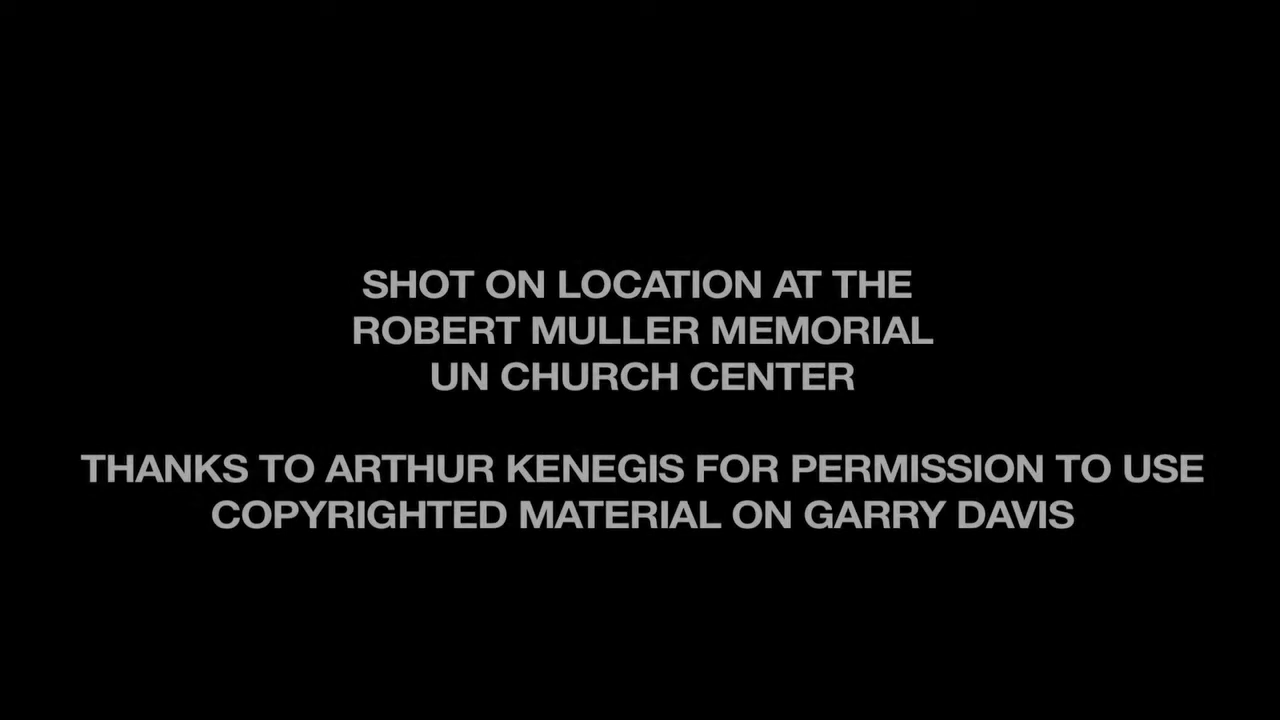 SHOT ON LOCATION AT THE
ROBERT MULLER MEMORIAL
UN CHURCH CENTER
THANKS TO ARTHUR KENEGIS FOR PERMISSION TO USE
COPYRIGHTED MATERIAL ON GARRY DAVIS